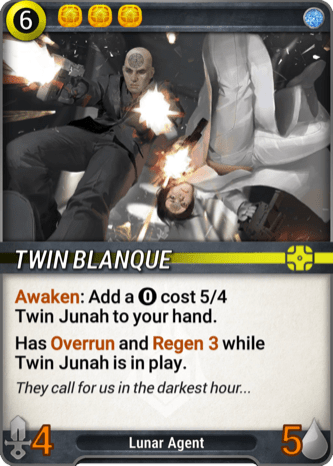 6
TWIN BLANQUE
Awaken: Add a 0 cost 5/4
Twin Junah to your hand.
Has Overrun and Regen 3 while
Twin Junah is in play.
They call for us in the darkest hour...
4
Lunar Agent
5